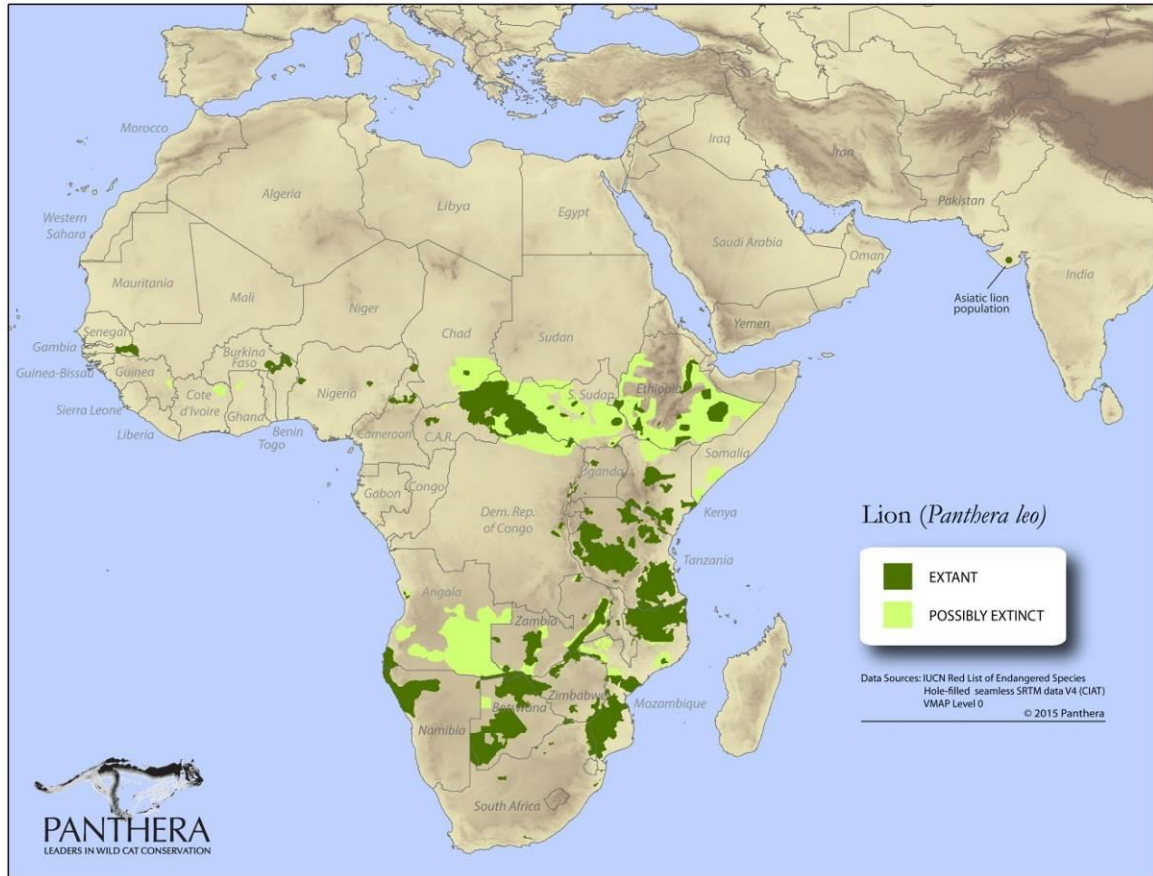 Morocco
Algeria
Libya
Egypt
Western
Sahara
Mauritania
Mali
Niger
Chad
Sudan
Iraq
Iran
Pakistan
Saudi Arabia
Oman
Yemen
India
Asiatic lion
population
Senegal
Gambia
Guinea-Bissau
Guinea
Sierra Leone
Liberia
Cote
d'Ivoire
Burkina
Faso
Ghana
Togo
Benin
Nigeria
Cameroon
C.A.R.
S. Sudan
Ethiopia
Somalia
Uganda
Kenya
Gabon
Congo
Dem. Rep.
of Congo
Tanzania
Angola
Zambia
Zimbabwe
Mozambique
Botswana
Namibia
South Africa
Lion (Panthera leo)
EXTANT
POSSIBLY EXTINCT
Data Sources: IUCN Red List of Endangered Species
Hole-filled seamless SRTM data V4 (CIAT)
VMAP Level 0
© 2015 Panthera
PANTHERA
LEADERS IN WILD CAT CONSERVATION